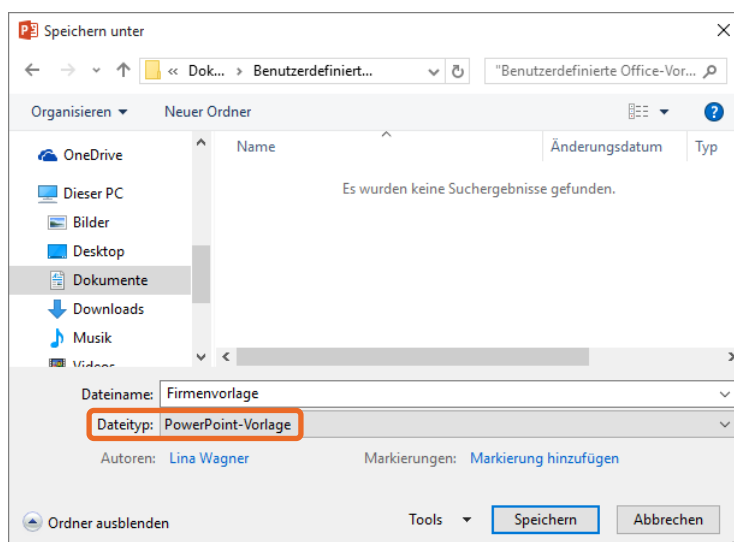 Speichern unter
« Dok... › Benutzerdefiniert... "Benutzerdefinierte Office-Vor...
Organisieren Neuer Ordner ?
OneDrive
Dieser PC
Bilder
Desktop
Dokumente
Downloads
Musik
Videos
Name Änderungsdatum Typ
Es wurden keine Suchergebnisse gefunden.
Dateiname: Firmenvorlage
Dateityp: PowerPoint-Vorlage
Autoren: Lina Wagner Markierungen: Markierung hinzufügen
Ordner ausblenden Tools Speichern Abbrechen